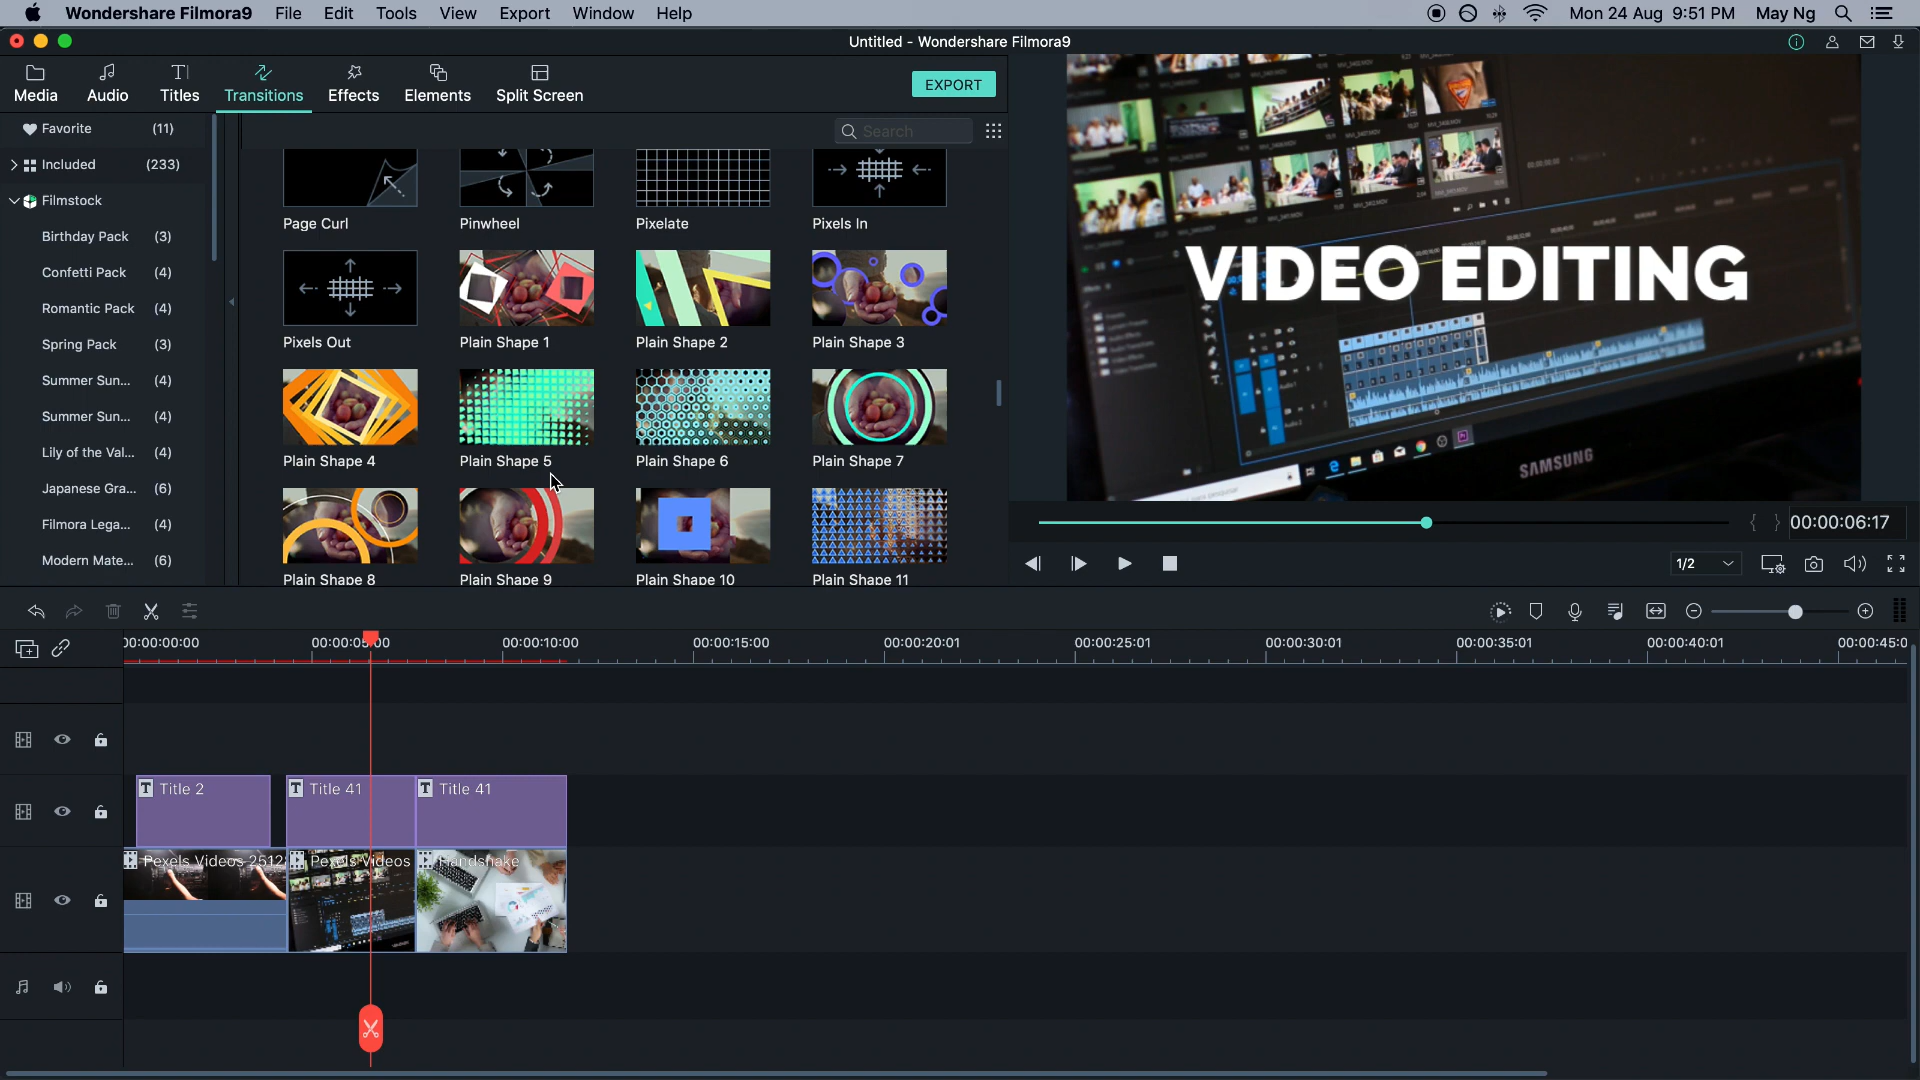 Wondershare Filmora9 File Edit Tools View Export Window Help
Mon 24 Aug 9:51 PM May Ng
Untitled - Wondershare Filmora9
Media Audio Titles Transitions Effects Elements Split Screen
EXPORT
Search
Favorite (11)
Included (233)
Filmstock
Birthday Pack (3)
Confetti Pack (4)
Romantic Pack (4)
Spring Pack (3)
Summer Sun... (4)
Summer Sun... (4)
Lily of the Val... (4)
Japanese Gra... (6)
Filmora Lega... (4)
Modern Mate... (6)
Page Curl Pinwheel Pixelate Pixels In
Pixels Out Plain Shape 1 Plain Shape 2 Plain Shape 3
Plain Shape 4 Plain Shape 5 Plain Shape 6 Plain Shape 7
Plain Shape 8 Plain Shape 9 Plain Shape 10 Plain Shape 11
VIDEO EDITING
SAMSUNG
{ } 00:00:06:17
1/2
00:00:10:00 00:00:15:00 00:00:20:01 00:00:25:01 00:00:30:01 00:00:35:01 00:00:40:01
T Title 2 T Title 41 T Title 41
Pexels Videos 2512 Pexels Videos Handshake